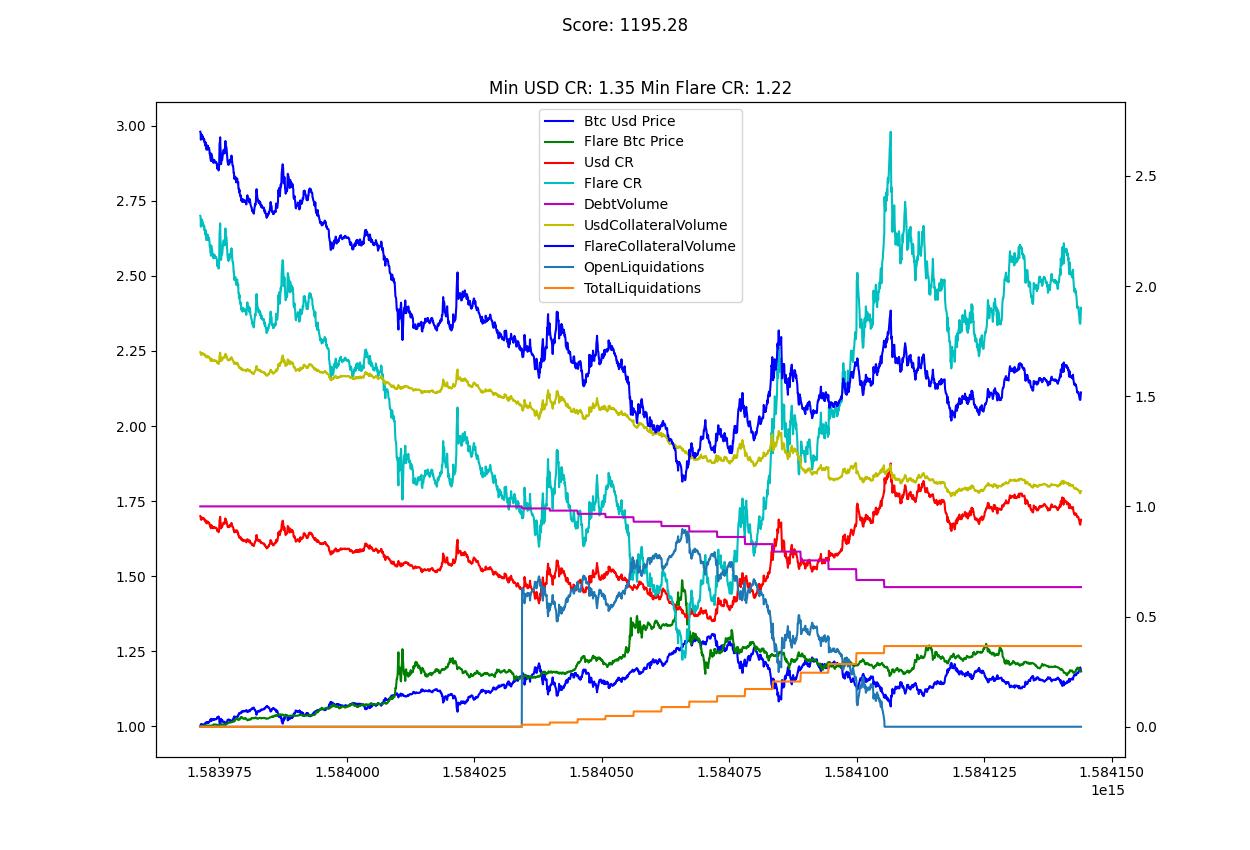 Score: 1195.28
Min USD CR: 1.35 Min Flare CR: 1.22
Btc Usd Price
Flare Btc Price
Usd CR
Flare CR
DebtVolume
UsdCollateralVolume
FlareCollateralVolume
OpenLiquidations
TotalLiquidations
3.00
2.75
2.50
2.25
2.00
1.75
1.50
1.25
1.00
2.5
2.0
1.5
1.0
0.5
0.0
1.583975 1.584000 1.584025 1.584050 1.584075 1.584100 1.584125 1.584150
1e15